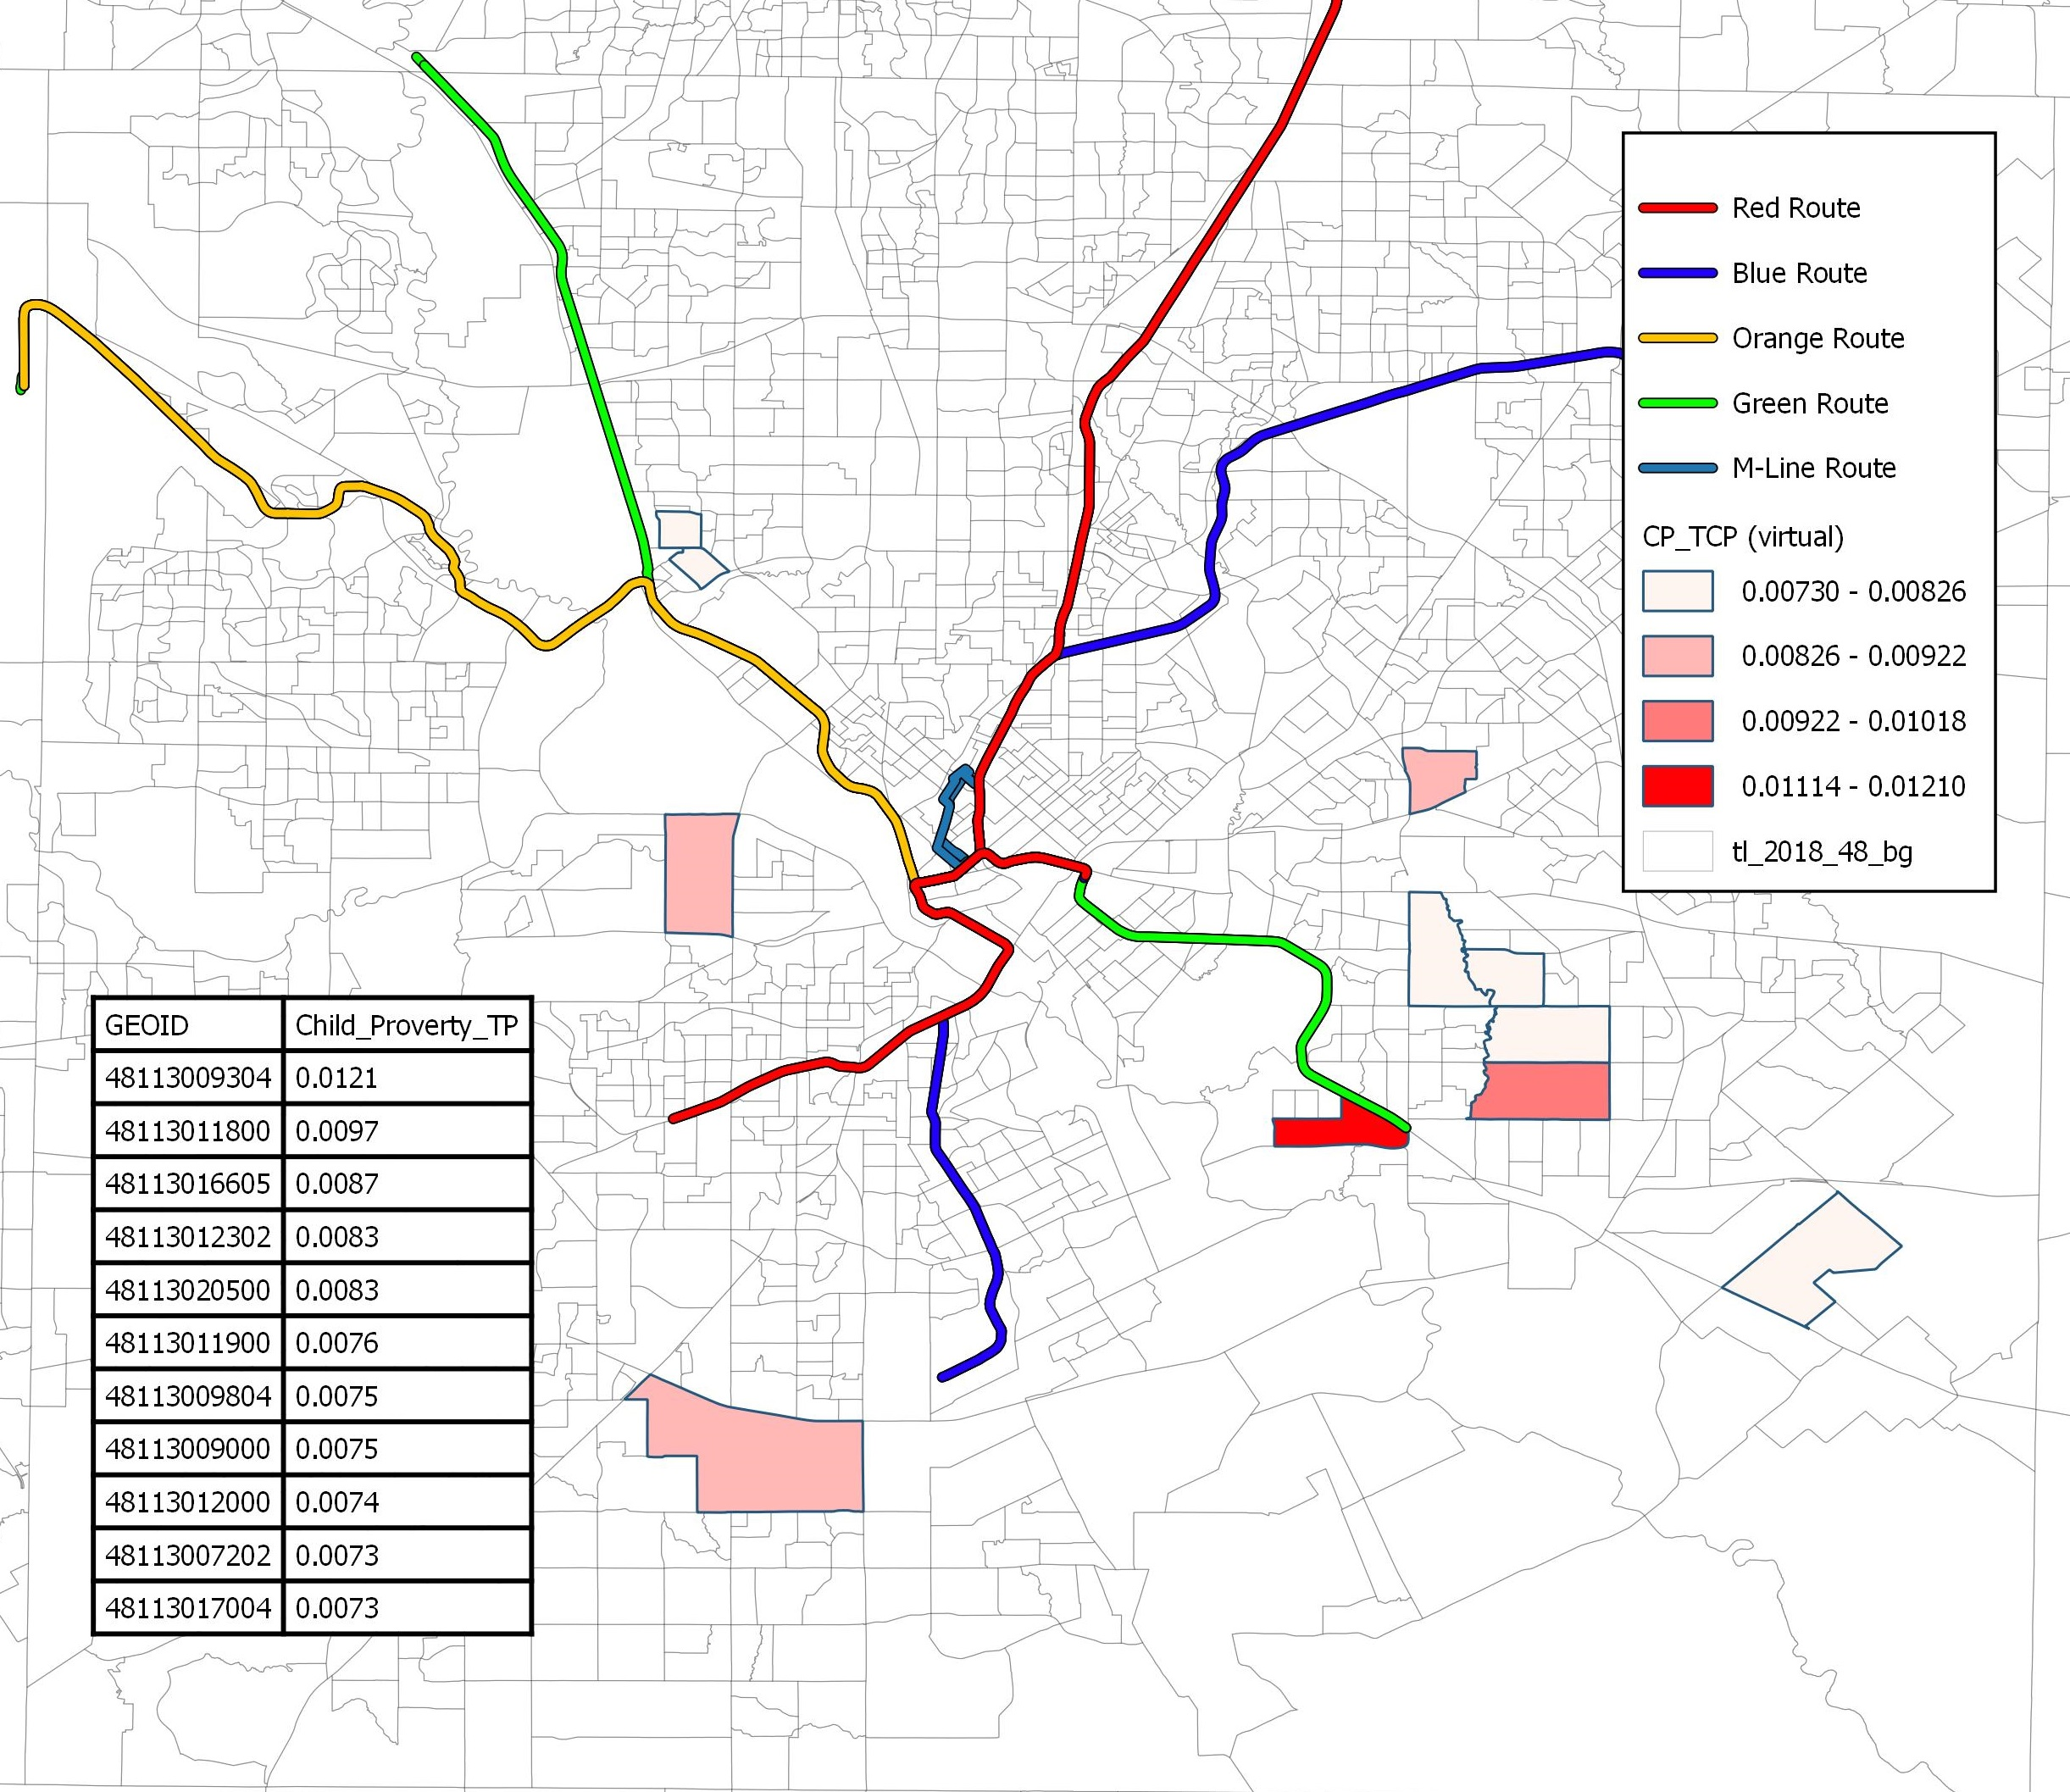 Red Route
Blue Route
Orange Route
Green Route
M-Line Route
CP_TCP (virtual)
0.00730 - 0.00826
0.00826 - 0.00922
0.00922 - 0.01018
0.01114 - 0.01210
tl_2018_48_bg
GEOID Child_Proverty_TP
48113009304 0.0121
48113011800 0.0097
48113016605 0.0087
48113012302 0.0083
48113020500 0.0083
48113011900 0.0076
48113009804 0.0075
48113009000 0.0075
48113012000 0.0074
48113007202 0.0073
48113017004 0.0073